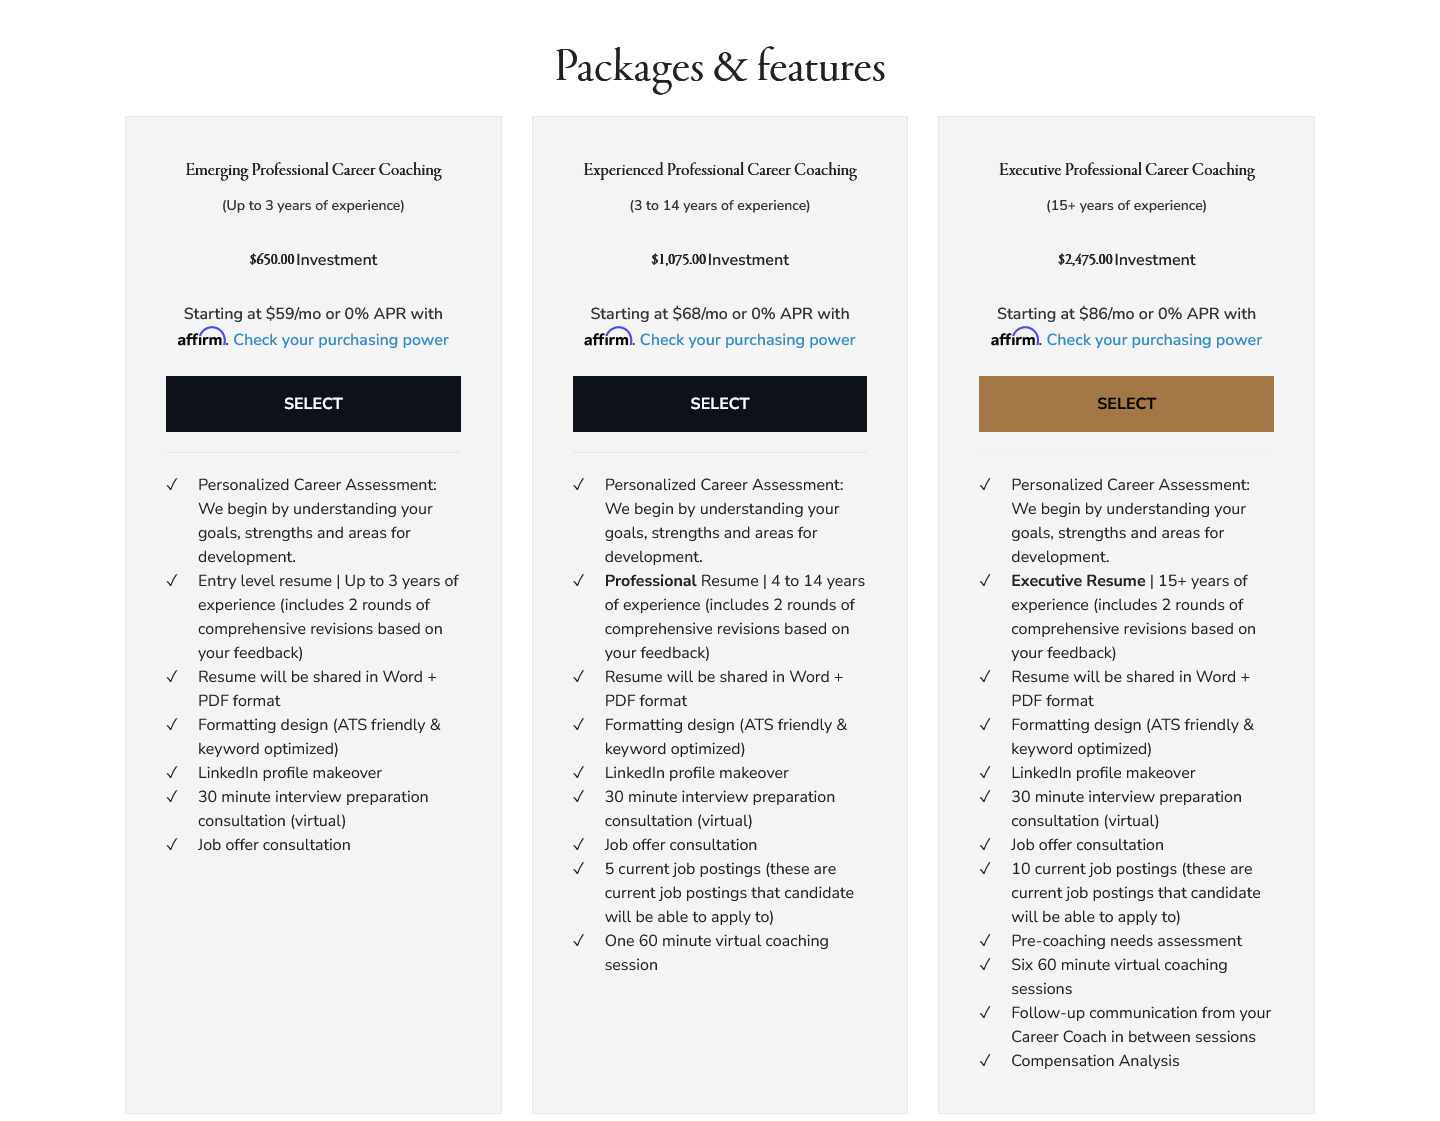 Packages & features
Emerging Professional Career Coaching
(Up to 3 years of experience)
$650.00 Investment
Starting at $59/mo or 0% APR with
affirm. Check your purchasing power
SELECT
✓ Personalized Career Assessment:
We begin by understanding your
goals, strengths and areas for
development.
✓ Entry level resume | Up to 3 years of
experience (includes 2 rounds of
comprehensive revisions based on
your feedback)
✓ Resume will be shared in Word +
PDF format
✓ Formatting design (ATS friendly &
keyword optimized)
✓ LinkedIn profile makeover
✓ 30 minute interview preparation
consultation (virtual)
✓ Job offer consultation
Experienced Professional Career Coaching
(3 to 14 years of experience)
$1,075.00 Investment
Starting at $68/mo or 0% APR with
affirm. Check your purchasing power
SELECT
✓ Personalized Career Assessment:
We begin by understanding your
goals, strengths and areas for
development.
✓ Professional Resume | 4 to 14 years
of experience (includes 2 rounds of
comprehensive revisions based on
your feedback)
✓ Resume will be shared in Word +
PDF format
✓ Formatting design (ATS friendly &
keyword optimized)
✓ LinkedIn profile makeover
✓ 30 minute interview preparation
consultation (virtual)
✓ Job offer consultation
✓ 5 current job postings (these are
current job postings that candidate
will be able to apply to)
✓ One 60 minute virtual coaching
session
Executive Professional Career Coaching
(15+ years of experience)
$2,475.00 Investment
Starting at $86/mo or 0% APR with
affirm. Check your purchasing power
SELECT
✓ Personalized Career Assessment:
We begin by understanding your
goals, strengths and areas for
development.
✓ Executive Resume | 15+ years of
experience (includes 2 rounds of
comprehensive revisions based on
your feedback)
✓ Resume will be shared in Word +
PDF format
✓ Formatting design (ATS friendly &
keyword optimized)
✓ LinkedIn profile makeover
✓ 30 minute interview preparation
consultation (virtual)
✓ Job offer consultation
✓ 10 current job postings (these are
current job postings that candidate
will be able to apply to)
✓ Pre-coaching needs assessment
✓ Six 60 minute virtual coaching
sessions
✓ Follow-up communication from your
Career Coach in between sessions
✓ Compensation Analysis